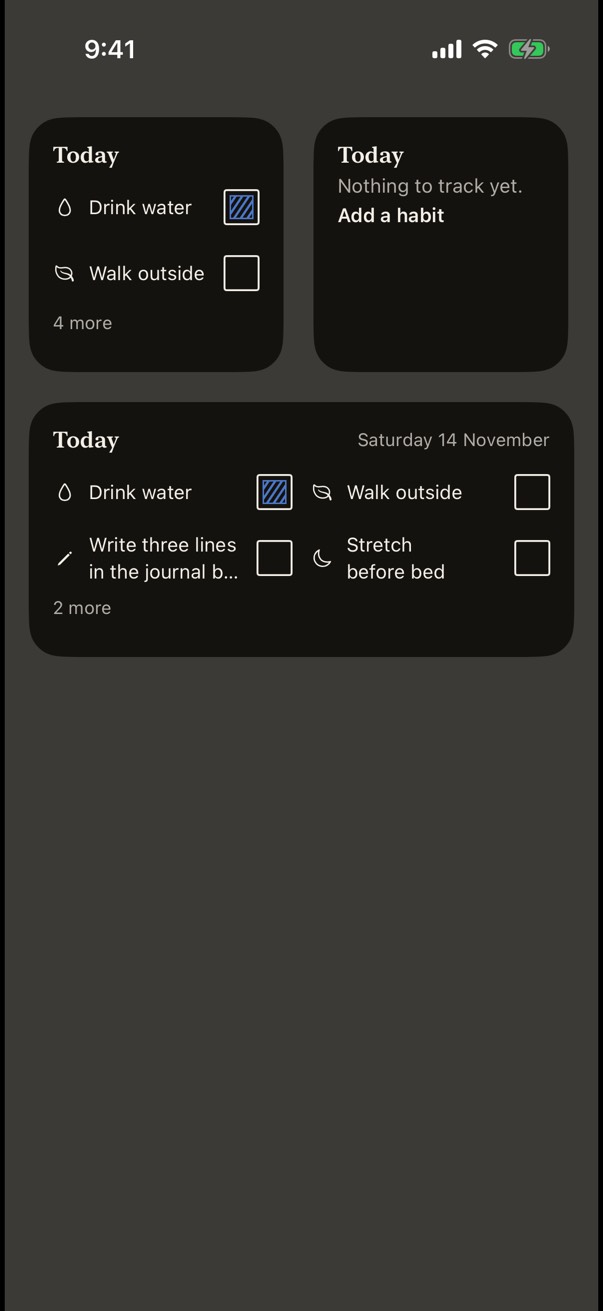 9:41
Today
Drink water
Walk outside
4 more
Today
Nothing to track yet.
Add a habit
Today
Saturday 14 November
Drink water
Walk outside
Write three lines
in the journal b...
Stretch
before bed
2 more